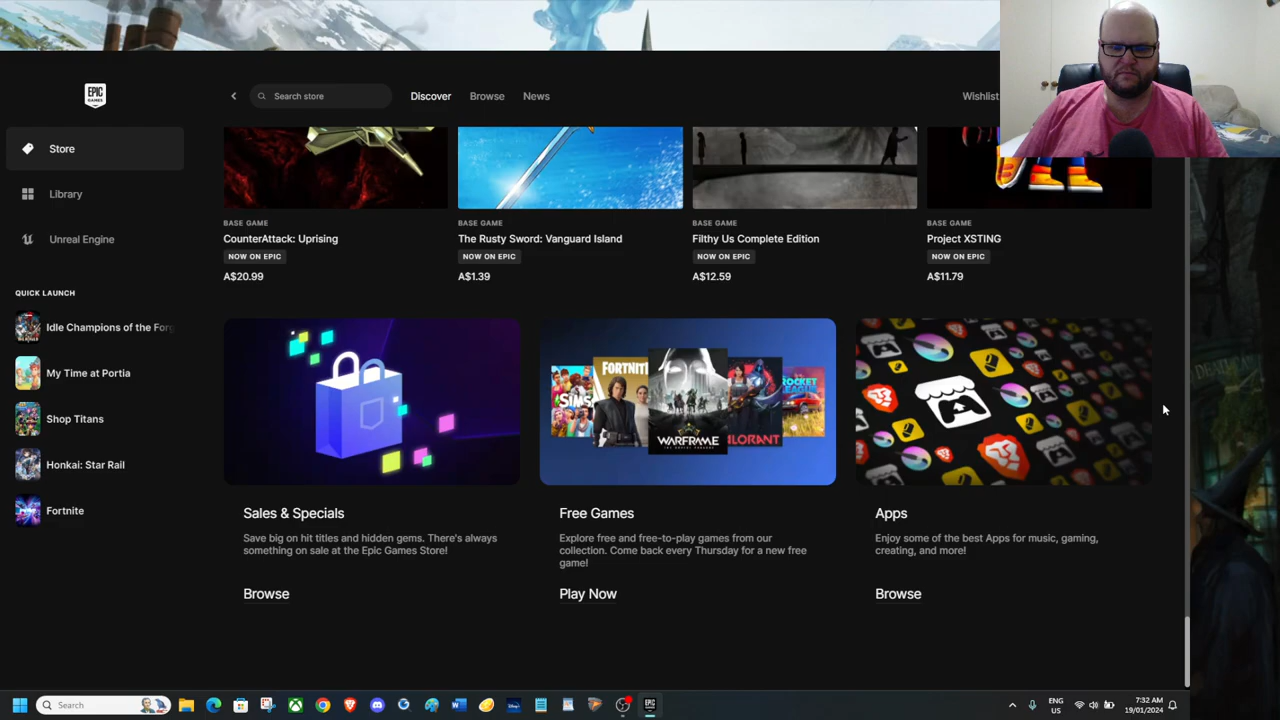 EPIC
GAMES
Search store
Discover
Browse
News
Wishlist
Store
Library
Unreal Engine
QUICK LAUNCH
Idle Champions of the Forg
My Time at Portia
Shop Titans
Honkai: Star Rail
Fortnite
BASE GAME
CounterAttack: Uprising
NOW ON EPIC
A$20.99
BASE GAME
The Rusty Sword: Vanguard Island
NOW ON EPIC
A$1.39
BASE GAME
Filthy Us Complete Edition
NOW ON EPIC
A$12.59
BASE GAME
Project XSTING
NOW ON EPIC
A$11.79
SIMS
FORTNITE
WARFRAME
LORANT
ROCKET
LEAGUE
Sales & Specials
Save big on hit titles and hidden gems. There's always
something on sale at the Epic Games Store!
Browse
Free Games
Explore free and free-to-play games from our
collection. Come back every Thursday for a new free
game!
Play Now
Apps
Enjoy some of the best Apps for music, gaming,
creating, and more!
Browse
Search
ENG
US
7:32 AM
19/01/2024